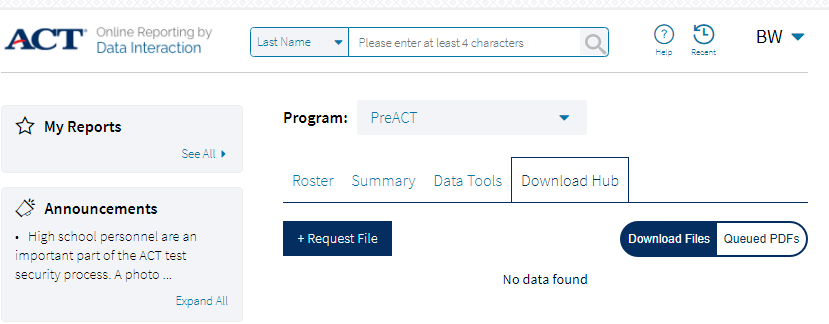 ACT Online Reporting by
Data Interaction
Last Name Please enter at least 4 characters
Help Recent
BW
My Reports
See All
Announcements
• High school personnel are an
important part of the ACT test
security process. A photo ...
Expand All
Program: PreACT
Roster Summary Data Tools Download Hub
+ Request File
Download Files Queued PDFs
No data found